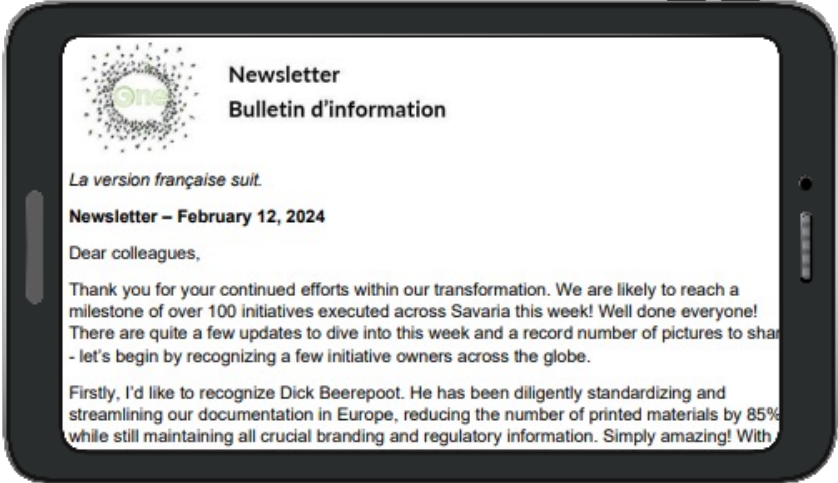 One
Newsletter
Bulletin d'information
La version française suit.
Newsletter – February 12, 2024
Dear colleagues,
Thank you for your continued efforts within our transformation. We are likely to reach a
milestone of over 100 initiatives executed across Savaria this week! Well done everyone!
There are quite a few updates to dive into this week and a record number of pictures to shar
- let's begin by recognizing a few initiative owners across the globe.
Firstly, I'd like to recognize Dick Beerepoot. He has been diligently standardizing and
streamlining our documentation in Europe, reducing the number of printed materials by 85%
while still maintaining all crucial branding and regulatory information. Simply amazing! With